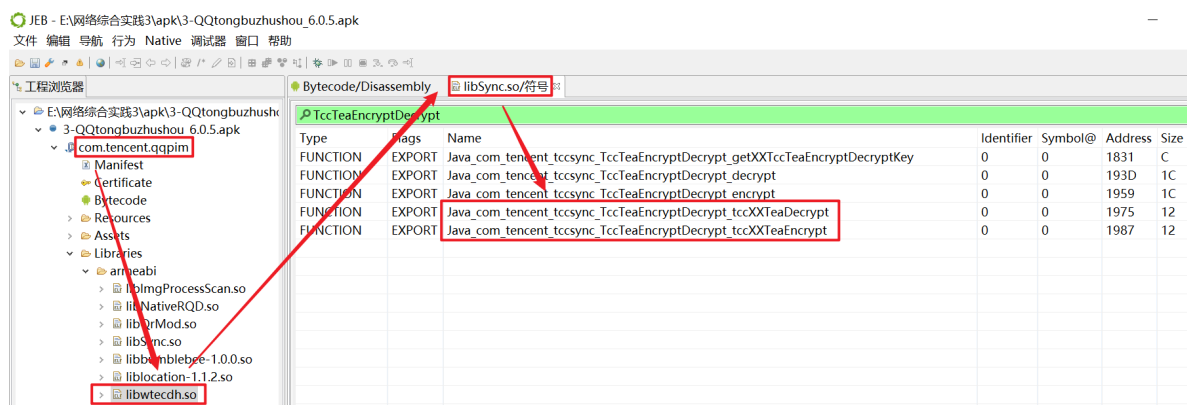 JEB - E:\网络综合实践3\apk\3-QQtongbuzhushou_6.0.5.apk
文件 编辑 导航 行为 Native 调试器 窗口 帮助
工程浏览器
Bytecode/Disassembly
libSync.so/符号
E:\网络综合实践3\apk\3-QQtongbuzhusho
3-QQtongbuzhushou_6.0.5.apk
com.tencent.qqpim
Manifest
Certificate
Bytecode
Resources
Assets
Libraries
armeabi
libImgProcessScan.so
libNativeRQD.so
libQrMod.so
libSync.so
libbumblebee-1.0.0.so
liblocation-1.1.2.so
libwtecdh.so
TccTeaEncryptDecrypt
Type Flags Name Identifier Symbol@ Address Size
FUNCTION EXPORT Java_com_tencent_tccsync_TccTeaEncryptDecrypt_getXXTccTeaEncryptDecryptKey 0 0 1831 C
FUNCTION EXPORT Java_com_tencent_tccsync_TccTeaEncryptDecrypt_decrypt 0 0 193D 1C
FUNCTION EXPORT Java_com_tencent_tccsync_TccTeaEncryptDecrypt_encrypt 0 0 1959 1C
FUNCTION EXPORT Java_com_tencent_tccsync_TccTeaEncryptDecrypt_tccXXTeaDecrypt 0 0 1975 12
FUNCTION EXPORT Java_com_tencent_tccsync_TccTeaEncryptDecrypt_tccXXTeaEncrypt 0 0 1987 12